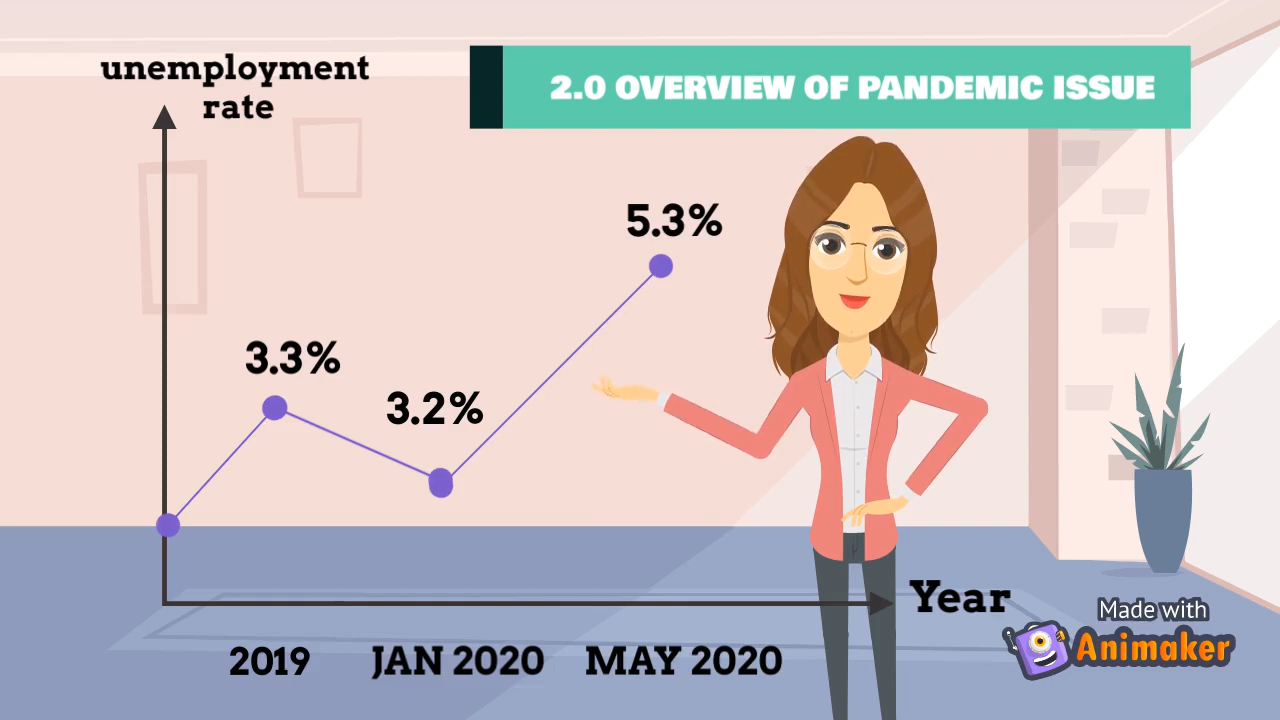 unemployment
rate
2.0 OVERVIEW OF PANDEMIC ISSUE
5.3%
3.3%
3.2%
Year
2019
JAN 2020
MAY 2020
Made with
Animaker